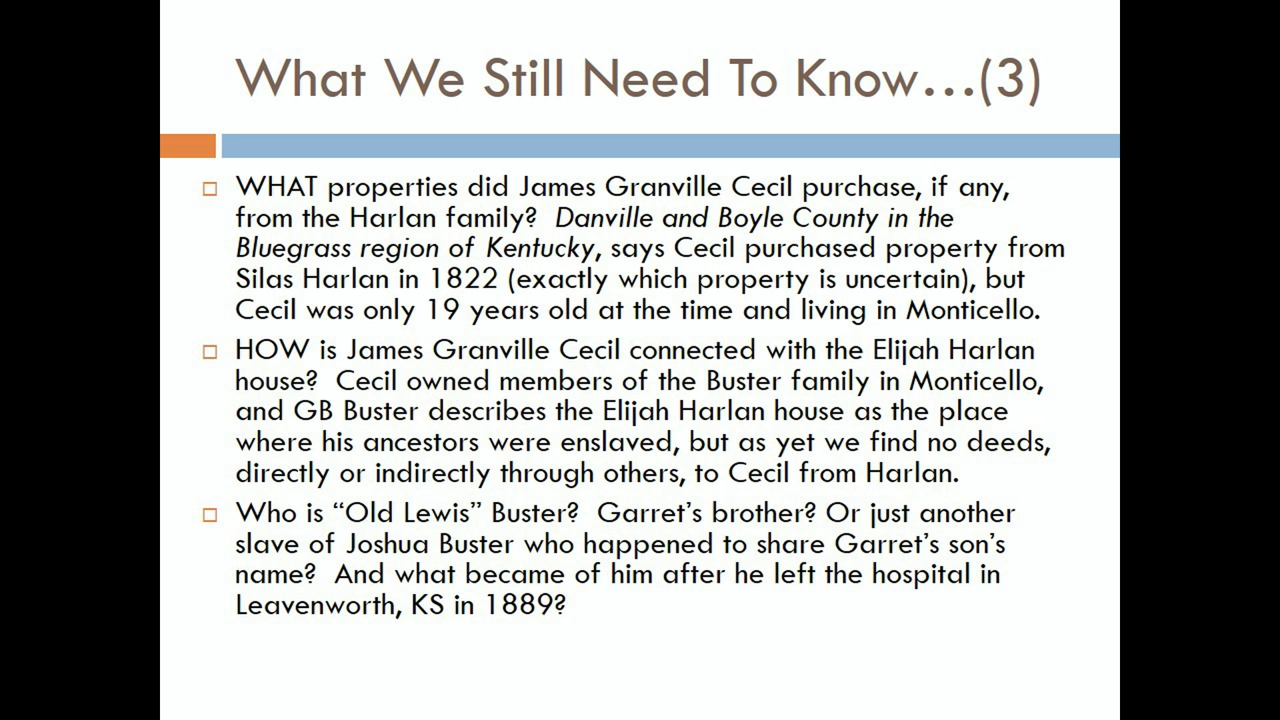 What We Still Need To Know...(3)
WHAT properties did James Granville Cecil purchase, if any,
from the Harlan family?  Danville and Boyle County in the
Bluegrass region of Kentucky, says Cecil purchased property from
Silas Harlan in 1822 (exactly which property is uncertain), but
Cecil was only 19 years old at the time and living in Monticello.
HOW is James Granville Cecil connected with the Elijah Harlan
house?  Cecil owned members of the Buster family in Monticello,
and GB Buster describes the Elijah Harlan house as the place
where his ancestors were enslaved, but as yet we find no deeds,
directly or indirectly through others, to Cecil from Harlan.
Who is “Old Lewis” Buster?  Garret’s brother? Or just another
slave of Joshua Buster who happened to share Garret’s son’s
name?  And what became of him after he left the hospital in
Leavenworth, KS in 1889?